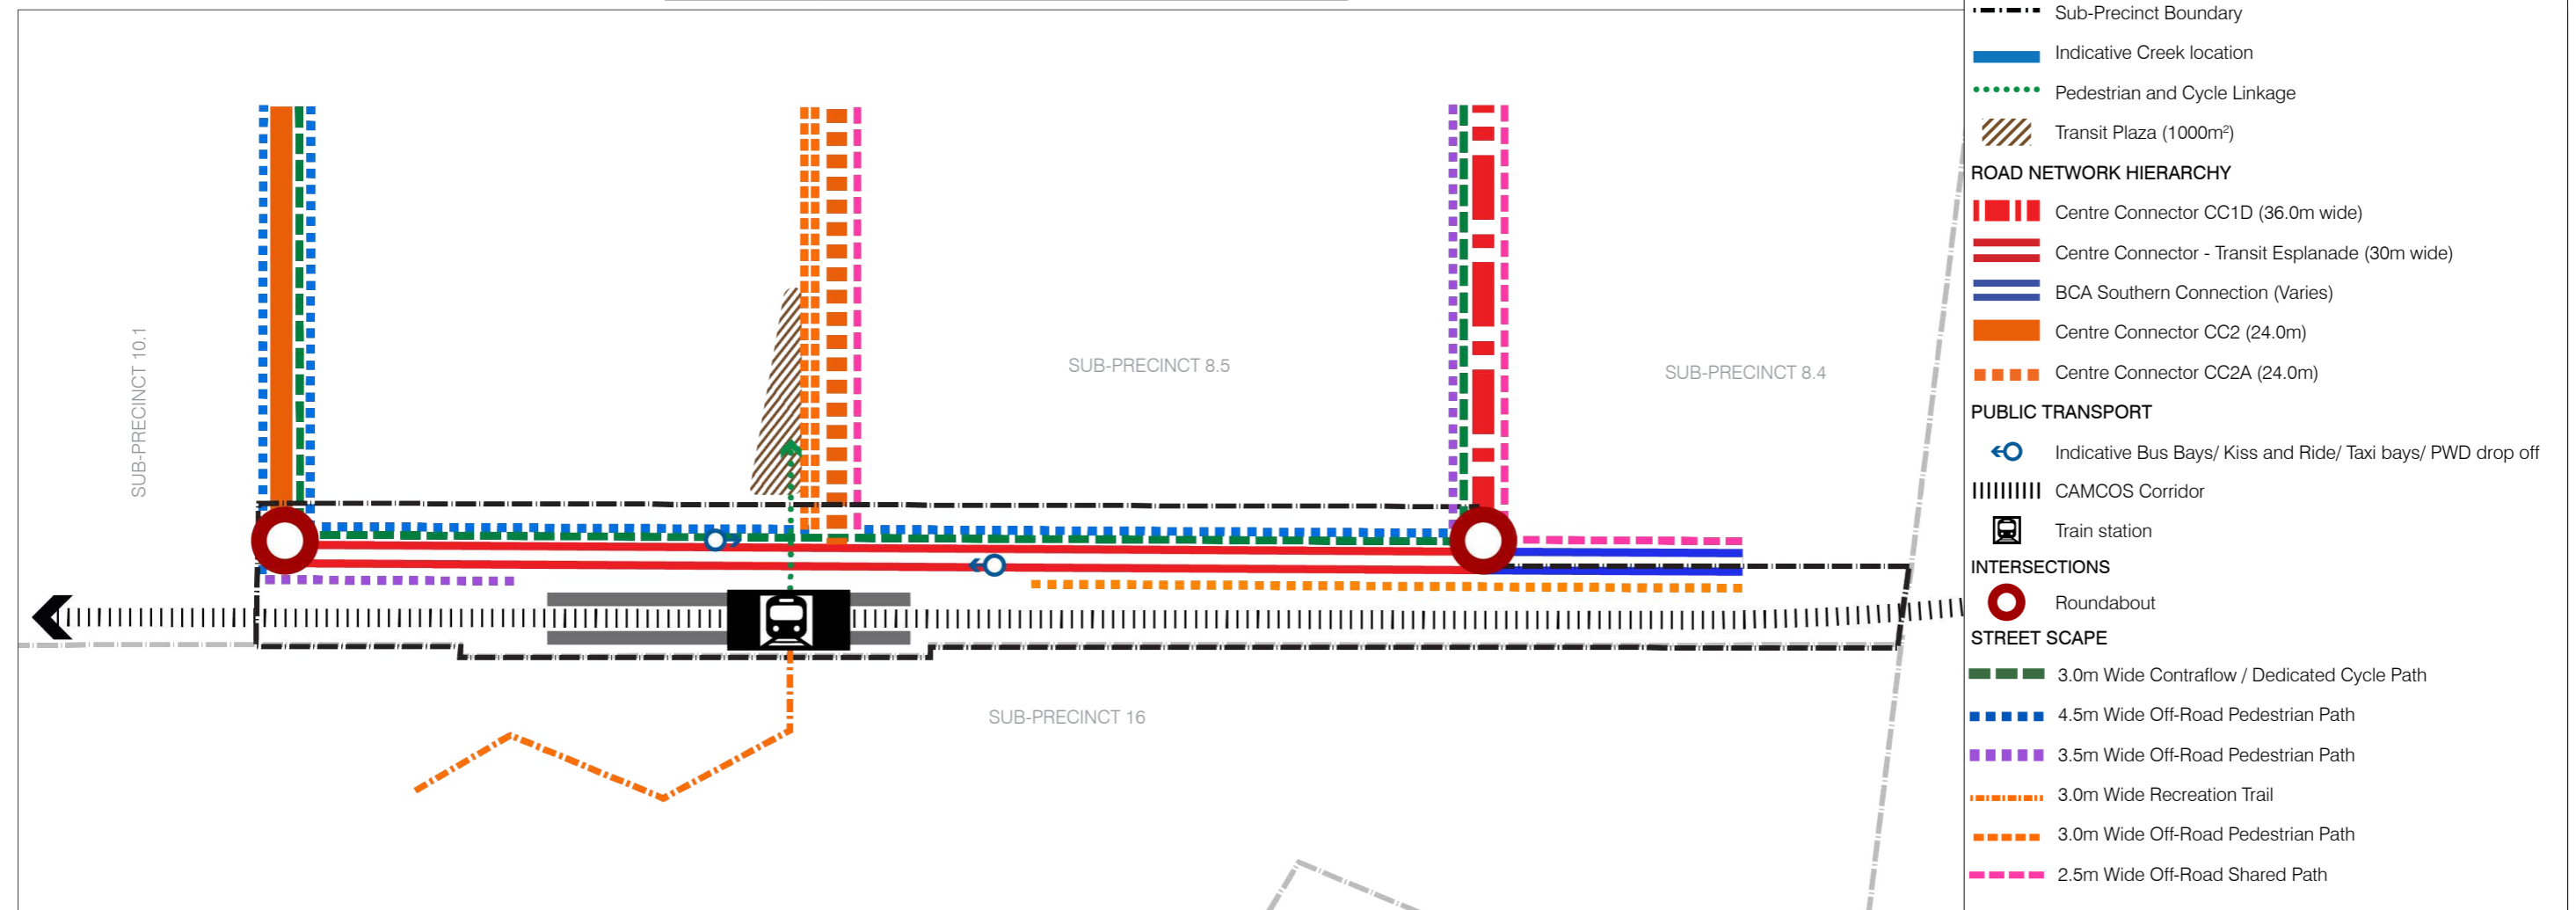 SUB-PRECINCT 10.1
SUB-PRECINCT 8.5
SUB-PRECINCT 8.4
SUB-PRECINCT 16
Sub-Precinct Boundary
Indicative Creek location
Pedestrian and Cycle Linkage
Transit Plaza (1000m²)
ROAD NETWORK HIERARCHY
Centre Connector CC1D (36.0m wide)
Centre Connector - Transit Esplanade (30m wide)
BCA Southern Connection (Varies)
Centre Connector CC2 (24.0m)
Centre Connector CC2A (24.0m)
PUBLIC TRANSPORT
Indicative Bus Bays/ Kiss and Ride/ Taxi bays/ PWD drop off
CAMCOS Corridor
Train station
INTERSECTIONS
Roundabout
STREET SCAPE
3.0m Wide Contraflow / Dedicated Cycle Path
4.5m Wide Off-Road Pedestrian Path
3.5m Wide Off-Road Pedestrian Path
3.0m Wide Recreation Trail
3.0m Wide Off-Road Pedestrian Path
2.5m Wide Off-Road Shared Path